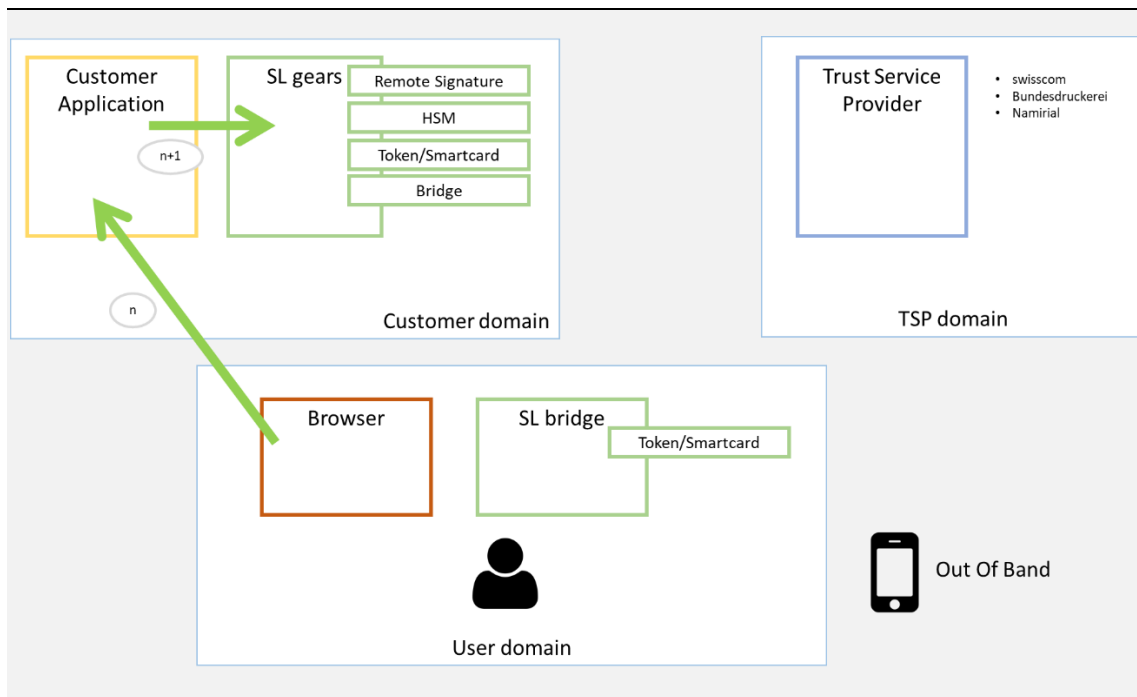 Customer
Application
SL gears
Remote Signature
HSM
Token/Smartcard
Bridge
n+1
n
Customer domain
Trust Service
Provider
• swisscom
• Bundesdruckerei
• Namirial
TSP domain
Browser
SL bridge
Token/Smartcard
User domain
Out Of Band